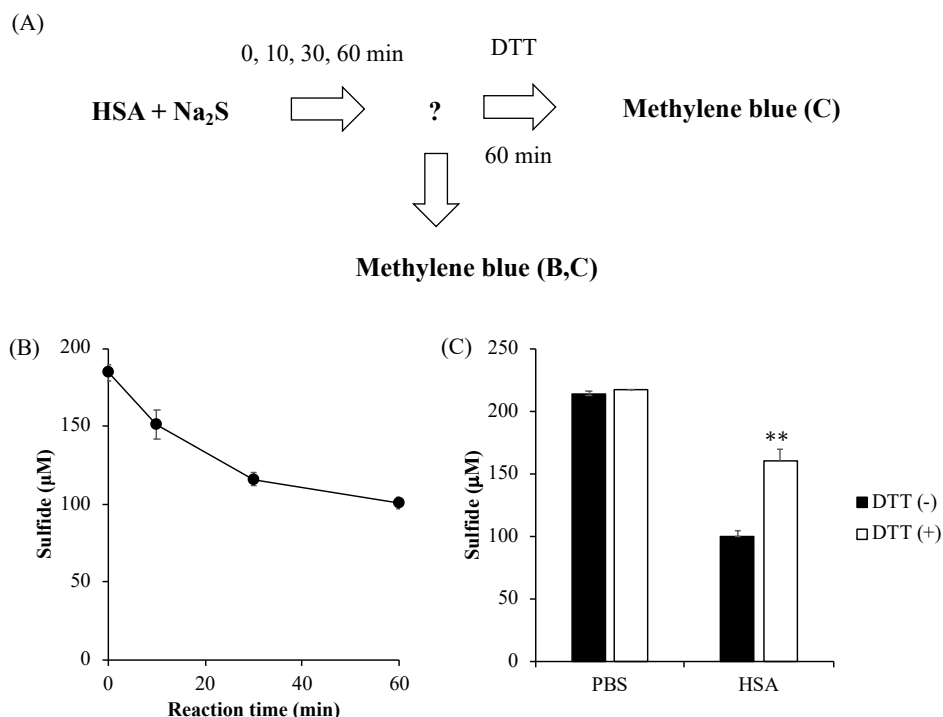 (A)
0, 10, 30, 60 min
DTT
HSA + Na₂S
?
Methylene blue (C)
60 min
Methylene blue (B,C)
(B)
200
150
100
50
0
Sulfide (μM)
0
20
40
60
Reaction time (min)
(C)
250
200
150
100
50
0
Sulfide (μM)
**
PBS
HSA
DTT (-)
DTT (+)